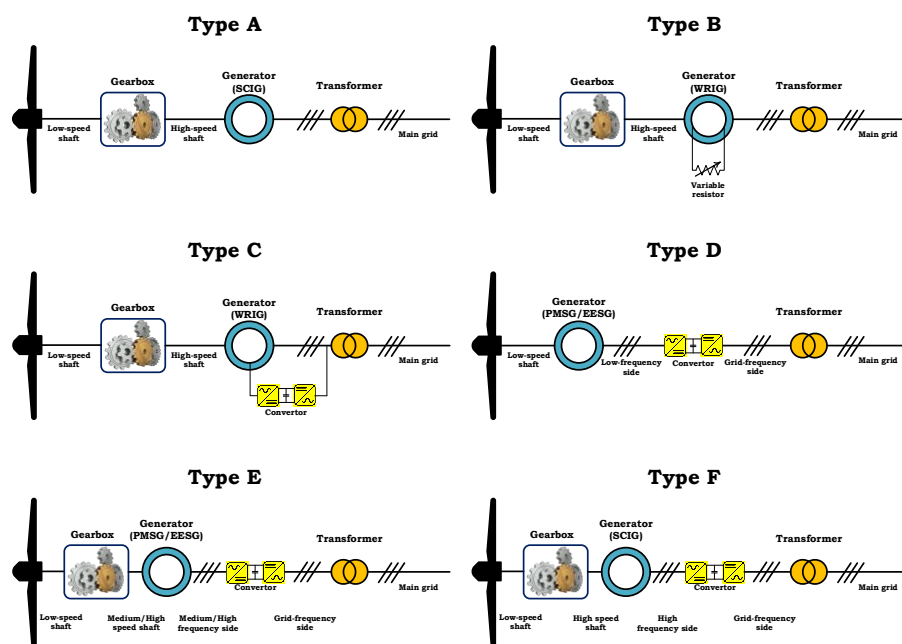 Type A
Gearbox
Generator
(SCIG)
Transformer
Low-speed
shaft
High-speed
shaft
Main grid
Type B
Gearbox
Generator
(WRIG)
Transformer
Low-speed
shaft
High-speed
shaft
Main grid
Variable
resistor
Type C
Gearbox
Generator
(WRIG)
Transformer
Low-speed
shaft
High-speed
shaft
Main grid
Convertor
Type D
Generator
(PMSG/EESG)
Transformer
Low-speed
shaft
Low-frequency
side
Convertor
Grid-frequency
side
Main grid
Type E
Gearbox
Generator
(PMSG/EESG)
Transformer
Convertor
Main grid
Low-speed
shaft
Medium/High
speed shaft
Medium/High
frequency side
Grid-frequency
side
Type F
Gearbox
Generator
(SCIG)
Transformer
Convertor
Main grid
Low-speed
shaft
High speed
shaft
High
frequency side
Grid-frequency
side